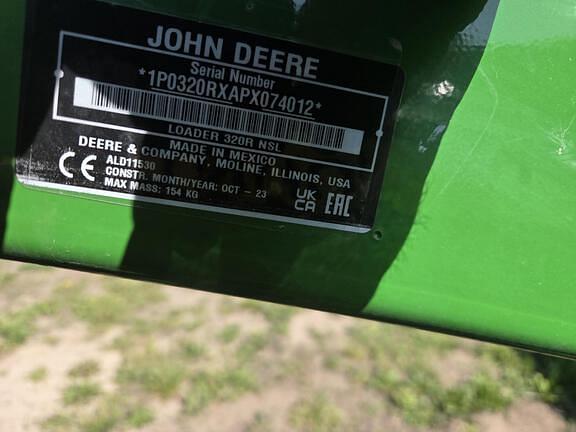 JOHN DEERE
Serial Number
*1P0320RXAPX074012*
LOADER 320R NSL
MADE IN MEXICO
DEERE & COMPANY, MOLINE, ILLINOIS, USA
CE ALD11530
CONSTR. MONTH/YEAR: OCT - 23
MAX MASS: 154 KG
UK
CA EAC